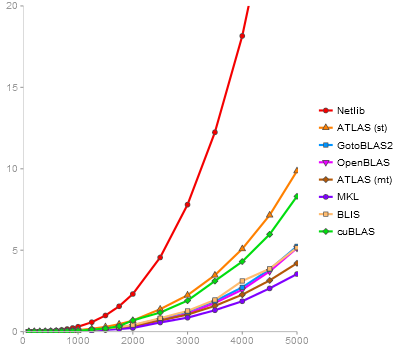 20
15
10
5
0
0
1000
2000
3000
4000
5000
Netlib
ATLAS (st)
GotoBLAS2
OpenBLAS
ATLAS (mt)
MKL
BLIS
cuBLAS